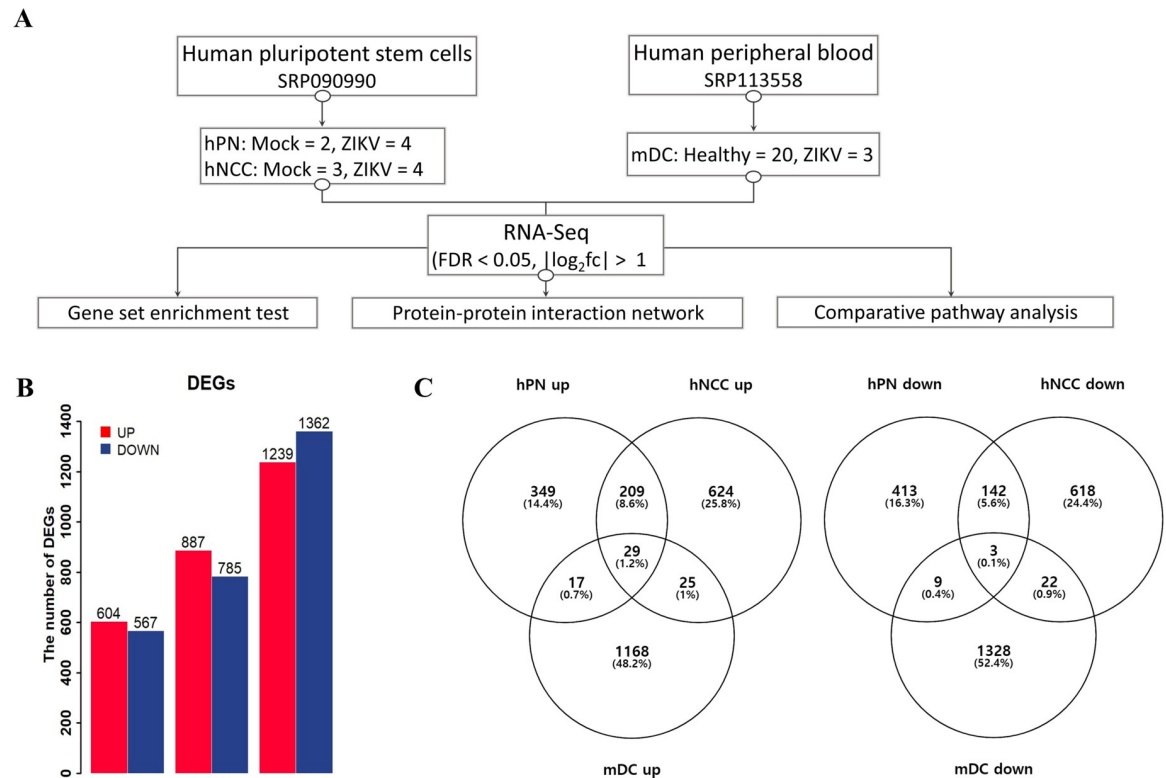 A
Human pluripotent stem cells
SRP090990
Human peripheral blood
SRP113558
hPN: Mock = 2, ZIKV = 4
hNCC: Mock = 3, ZIKV = 4
mDC: Healthy = 20, ZIKV = 3
RNA-Seq
(FDR < 0.05, |log₂fc| > 1
Gene set enrichment test
Protein-protein interaction network
Comparative pathway analysis
B
DEGs
UP
DOWN
The number of DEGs
1400
1200
1000
800
600
400
200
0
604
567
887
785
1239
1362
C
hPN up
hNCC up
349
(14.4%)
209
(8.6%)
624
(25.8%)
29
(1.2%)
17
(0.7%)
25
(1%)
1168
(48.2%)
mDC up
hPN down
hNCC down
413
(16.3%)
142
(5.6%)
618
(24.4%)
3
(0.1%)
9
(0.4%)
22
(0.9%)
1328
(52.4%)
mDC down